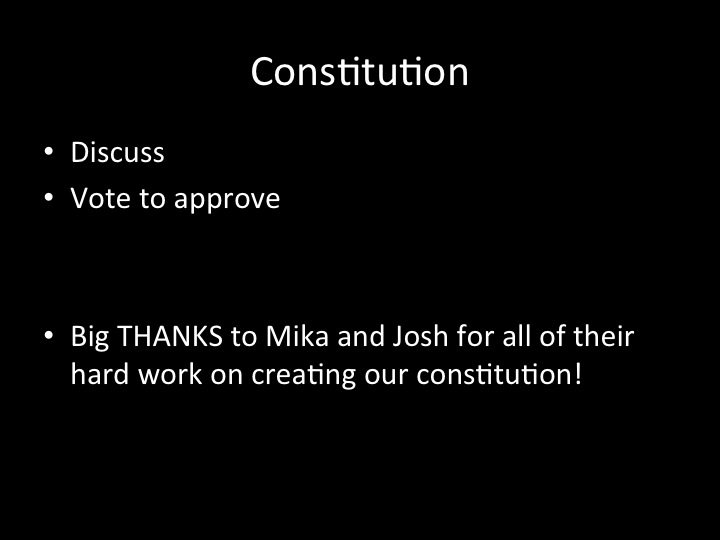 Constitution
• Discuss
• Vote to approve
• Big THANKS to Mika and Josh for all of their
hard work on creating our constitution!